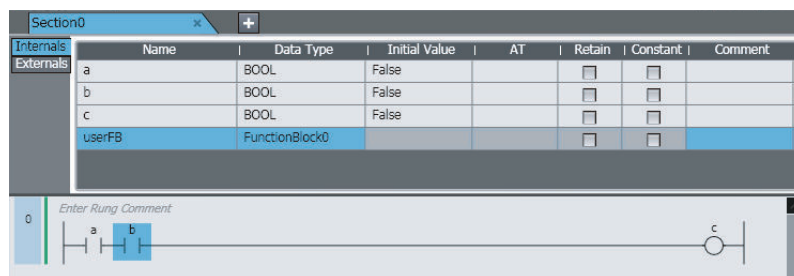 Section0 × +
Internals
Externals
Name Data Type Initial Value AT Retain Constant Comment
a BOOL False
b BOOL False
c BOOL False
userFB FunctionBlock0
0 Enter Rung Comment
a b c